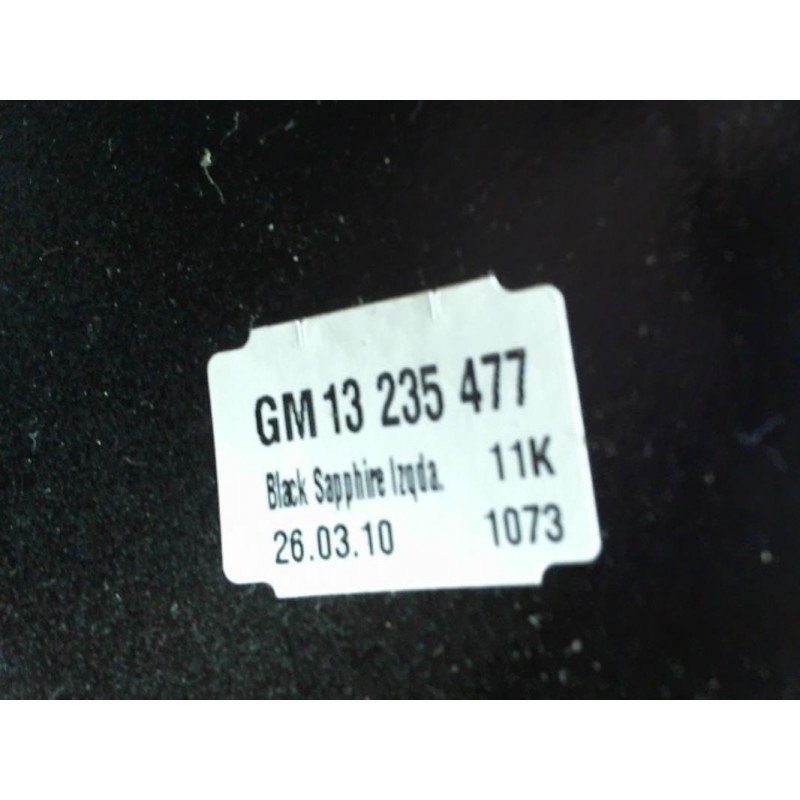 GM 13 235 477
Black Sapphire Izqda. 11K
26.03.10 1073